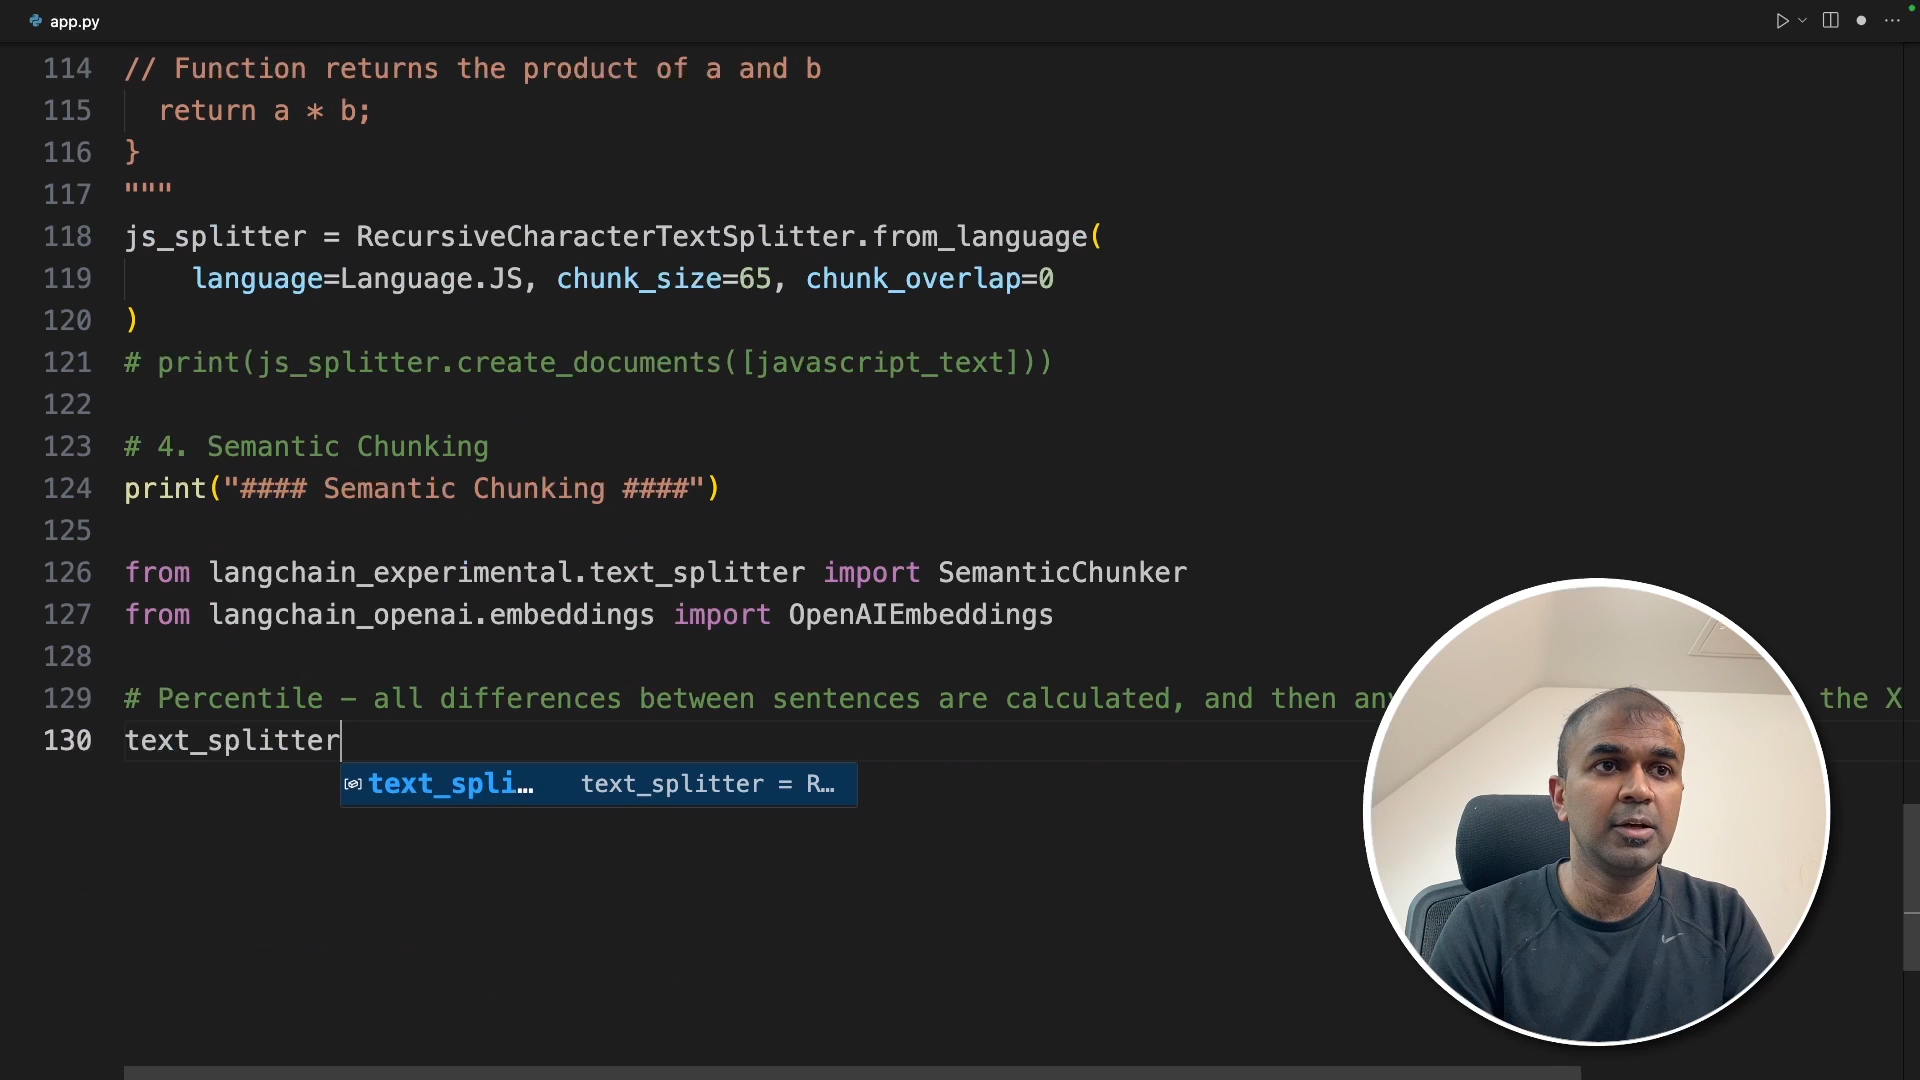 app.py
114 // Function returns the product of a and b
115 return a * b;
116 }
117 """
118 js_splitter = RecursiveCharacterTextSplitter.from_language(
119 language=Language.JS, chunk_size=65, chunk_overlap=0
120 )
121 # print(js_splitter.create_documents([javascript_text]))
122
123 # 4. Semantic Chunking
124 print("#### Semantic Chunking ####")
125
126 from langchain_experimental.text_splitter import SemanticChunker
127 from langchain_openai.embeddings import OpenAIEmbeddings
128
129 # Percentile – all differences between sentences are calculated, and then any the X
130 text_splitter
text_spli… text_splitter = R…